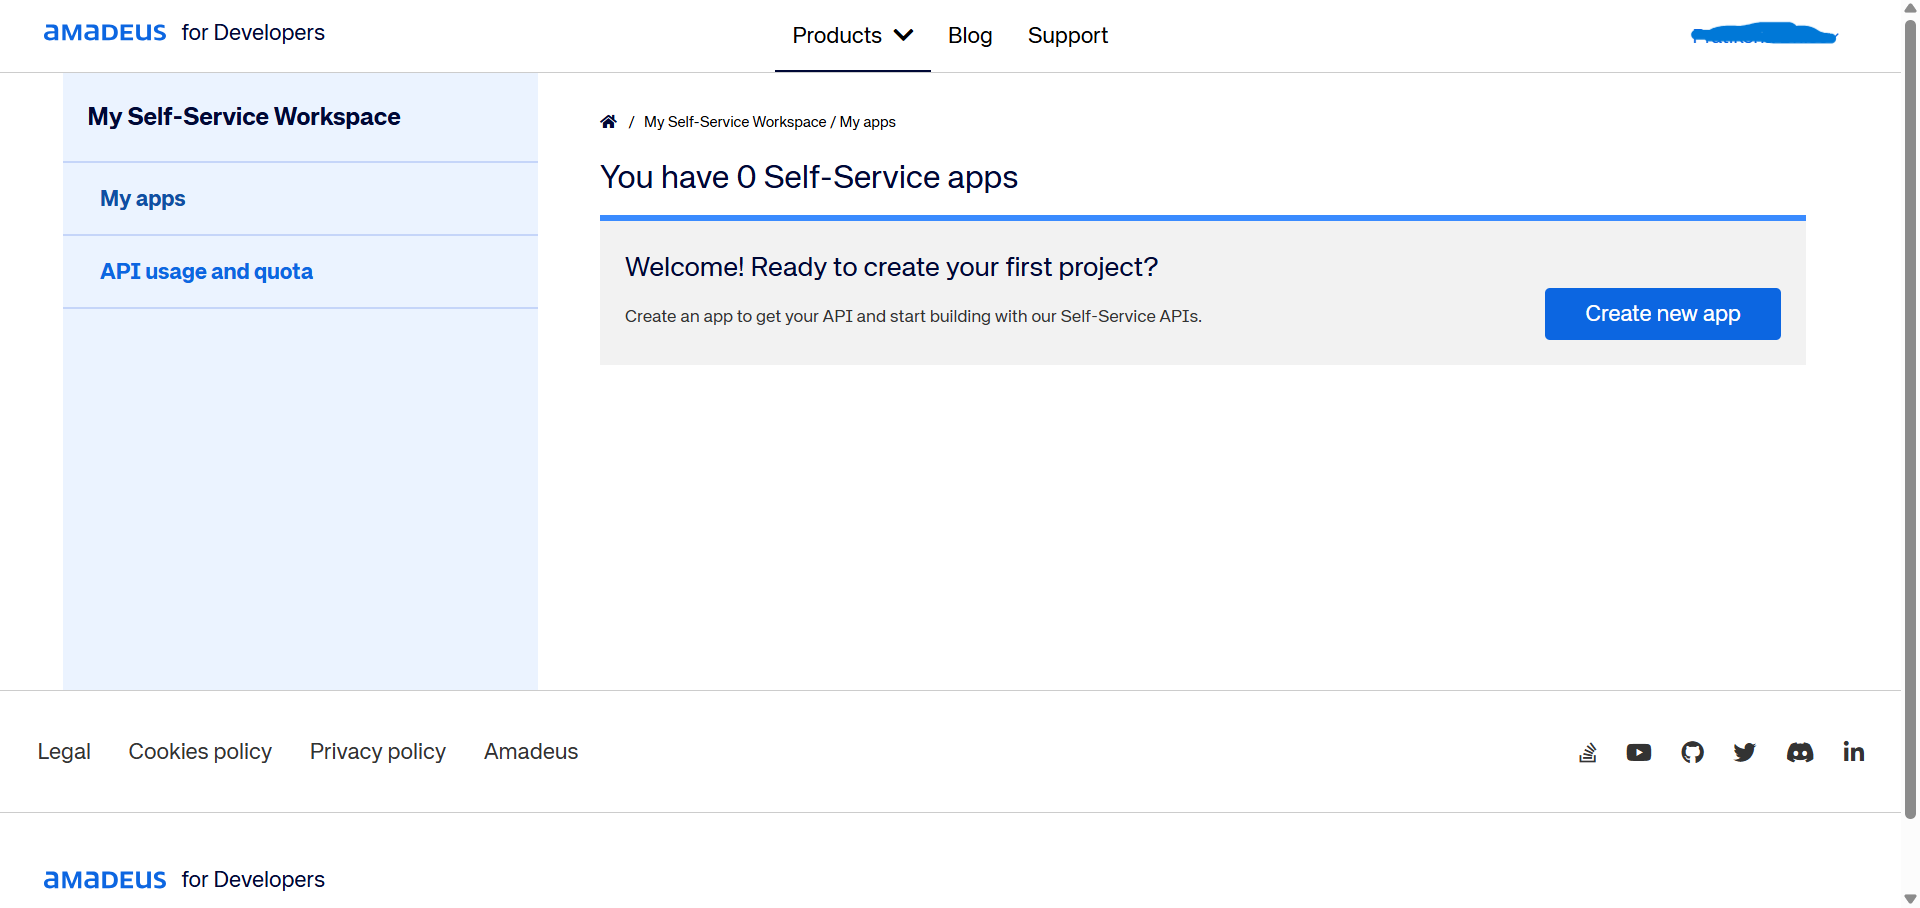 amadeus for Developers
Products Blog Support
My Self-Service Workspace
My apps
API usage and quota
/ My Self-Service Workspace / My apps
You have 0 Self-Service apps
Welcome! Ready to create your first project?
Create an app to get your API and start building with our Self-Service APIs.
Create new app
Legal Cookies policy Privacy policy Amadeus
in
amadeus for Developers